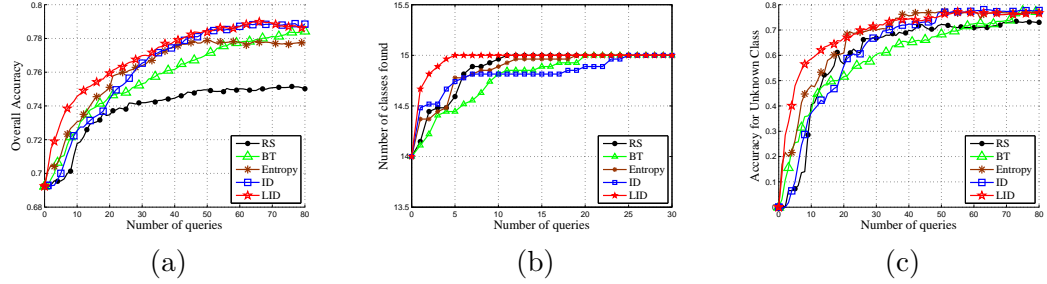 Overall Accuracy
0.8
0.78
0.76
0.74
0.72
0.7
0.68
0 10 20 30 40 50 60 70 80
Number of queries
RS
BT
Entropy
ID
LID
(a)
Number of classes found
15.5
15
14.5
14
13.5
0 5 10 15 20 25 30
Number of queries
RS
BT
Entropy
ID
LID
(b)
Accuracy for Unknown Class
0.8
0.7
0.6
0.5
0.4
0.3
0.2
0.1
0 10 20 30 40 50 60 70 80
Number of queries
RS
BT
Entropy
ID
LID
(c)